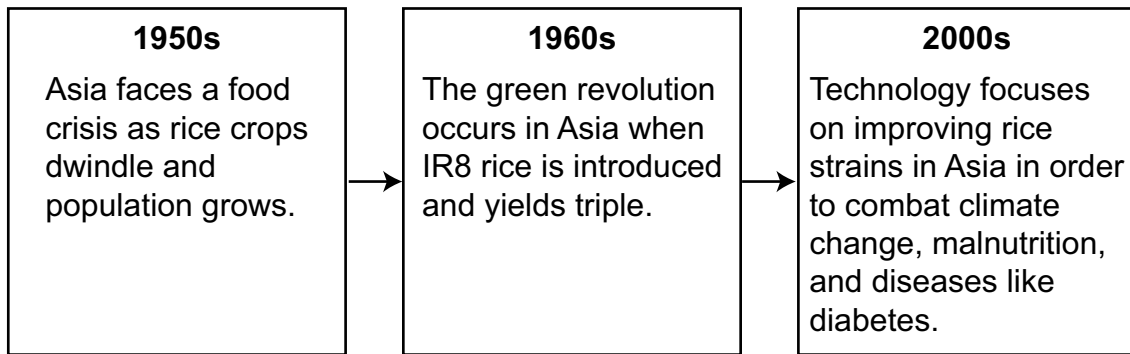 1950s
Asia faces a food
crisis as rice crops
dwindle and
population grows.
1960s
The green revolution
occurs in Asia when
IR8 rice is introduced
and yields triple.
2000s
Technology focuses
on improving rice
strains in Asia in order
to combat climate
change, malnutrition,
and diseases like
diabetes.